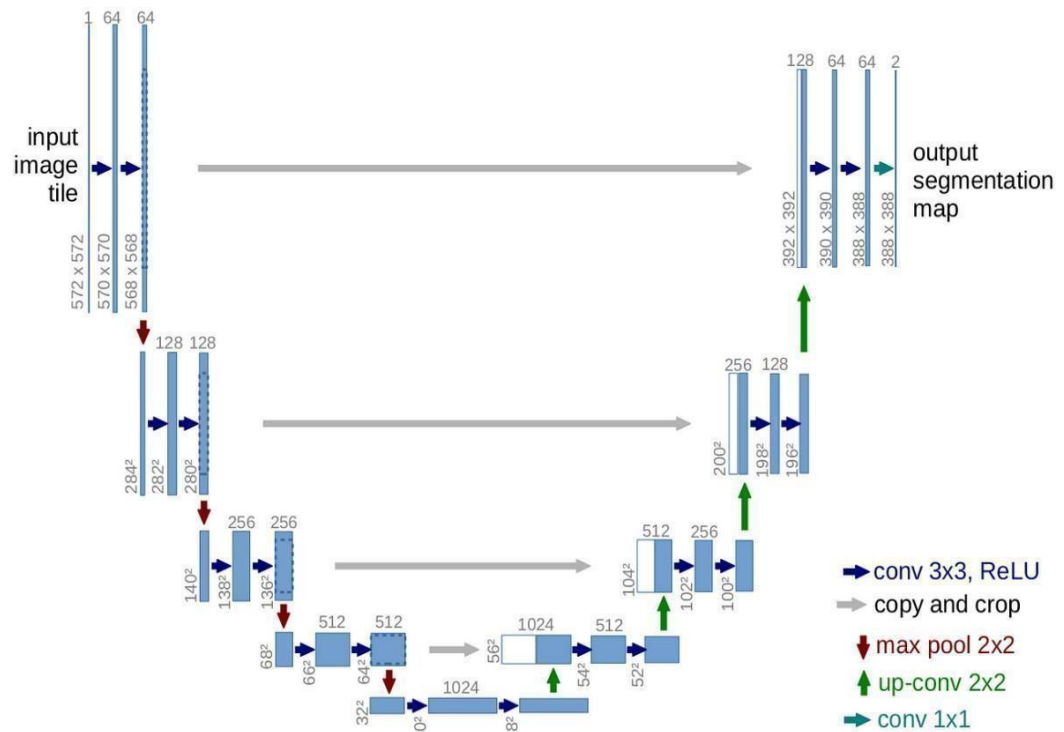 1 64 64
input
image
tile
572 x 572
570 x 570
568 x 568
128 64 64 2
output
segmentation
map
392 x 392
390 x 390
388 x 388
388 x 388
128 128
284²
282²
280²
256 128
200²
198²
196²
256 256
140²
138²
136²
512 256
104²
102²
100²
512 512
68²
66²
64²
1024 512
56²
54²
52²
1024
32²
0²
8²
conv 3x3, ReLU
copy and crop
max pool 2x2
up-conv 2x2
conv 1x1